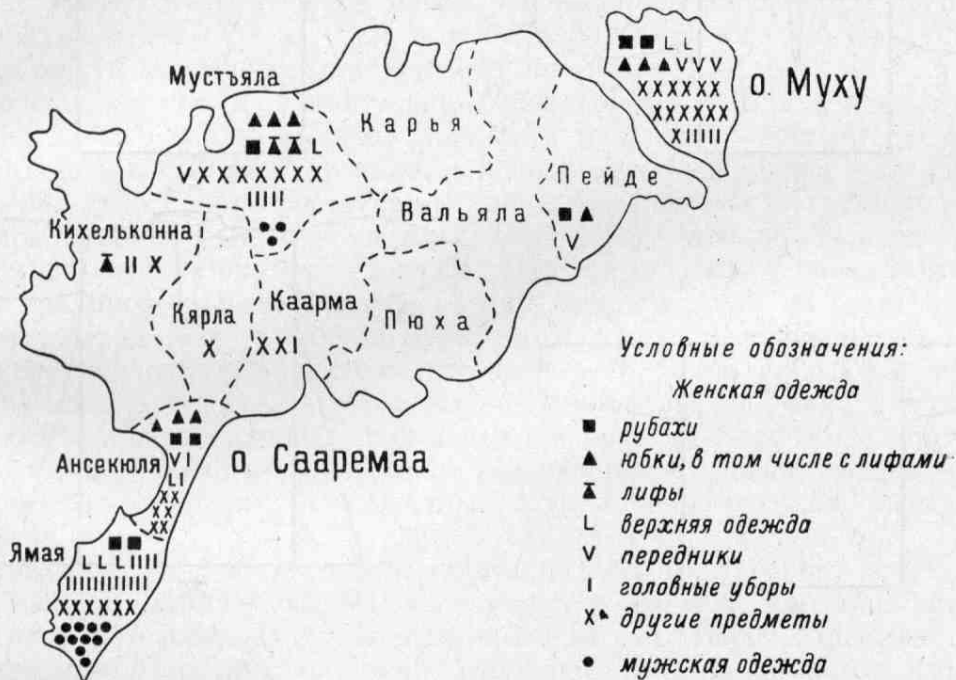 Мустъяла
о. Муху
Карья
Пейде
Вальяла
Кихельконна
Каарма
Кярла
Пюха
Ансекюля
о. Сааремаа
Ямая
Условные обозначения:
Женская одежда
■ рубахи
▲ юбки, в том числе с лифами
лифы
L верхняя одежда
V передники
I головные уборы
X другие предметы
● мужская одежда